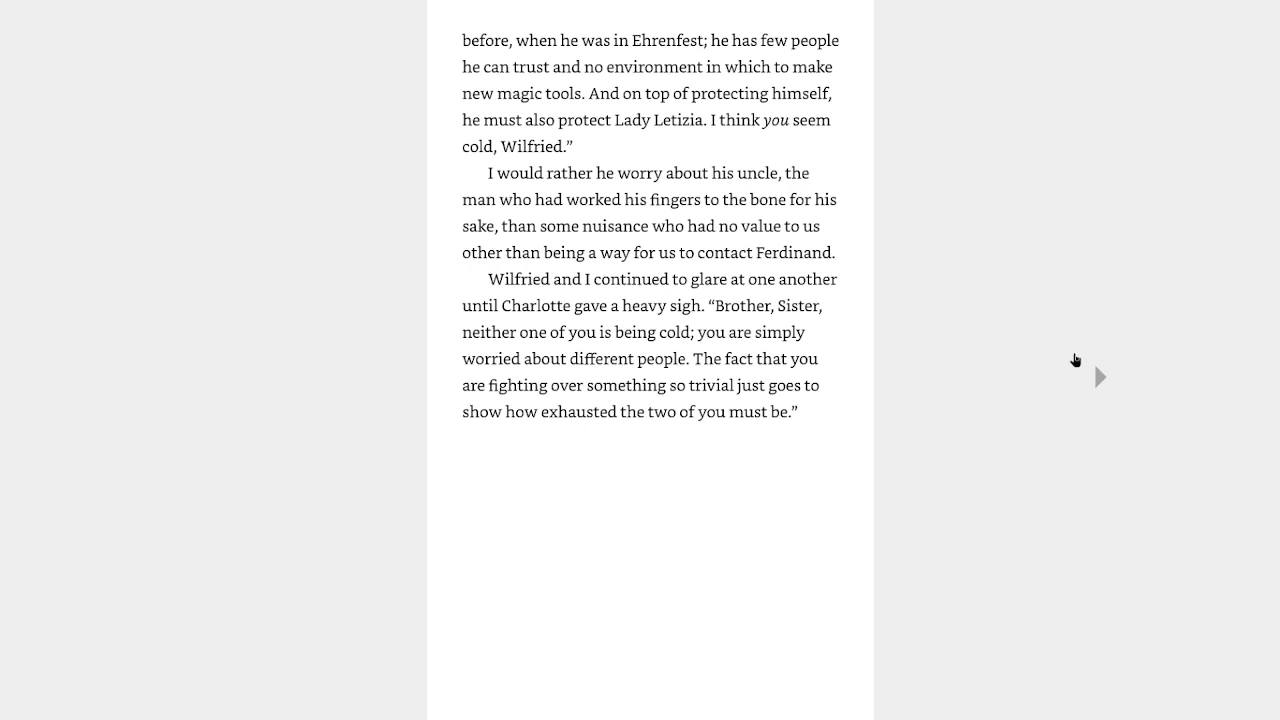 before, when he was in Ehrenfest; he has few people
he can trust and no environment in which to make
new magic tools. And on top of protecting himself,
he must also protect Lady Letizia. I think you seem
cold, Wilfried.”
I would rather he worry about his uncle, the
man who had worked his fingers to the bone for his
sake, than some nuisance who had no value to us
other than being a way for us to contact Ferdinand.
Wilfried and I continued to glare at one another
until Charlotte gave a heavy sigh. “Brother, Sister,
neither one of you is being cold; you are simply
worried about different people. The fact that you
are fighting over something so trivial just goes to
show how exhausted the two of you must be.”